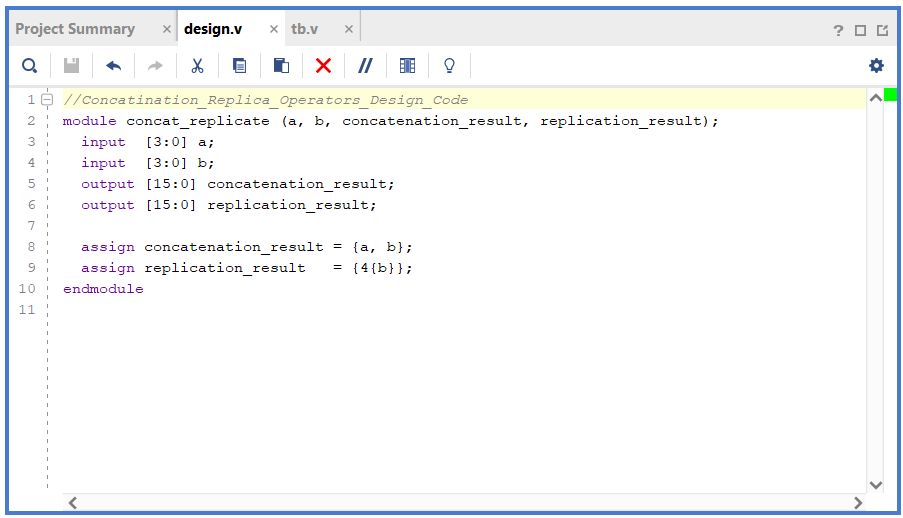 Project Summary × design.v × tb.v × ?
1 //Concatination_Replica_Operators_Design_Code
2 module concat_replicate (a, b, concatenation_result, replication_result);
3   input  [3:0] a;
4   input  [3:0] b;
5   output [15:0] concatenation_result;
6   output [15:0] replication_result;
7
8   assign concatenation_result = {a, b};
9   assign replication_result   = {4{b}};
10 endmodule
11